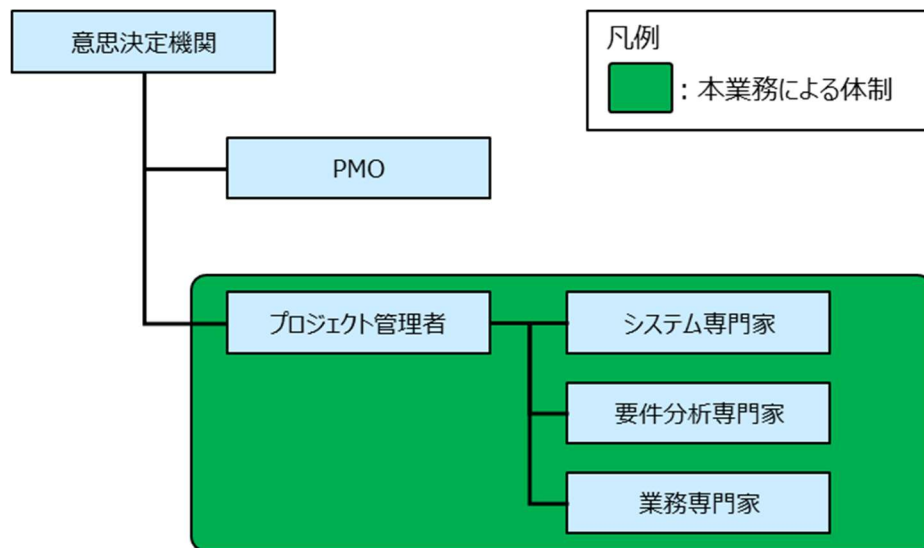 意思決定機関
凡例
: 本業務による体制
PMO
プロジェクト管理者
システム専門家
要件分析専門家
業務専門家